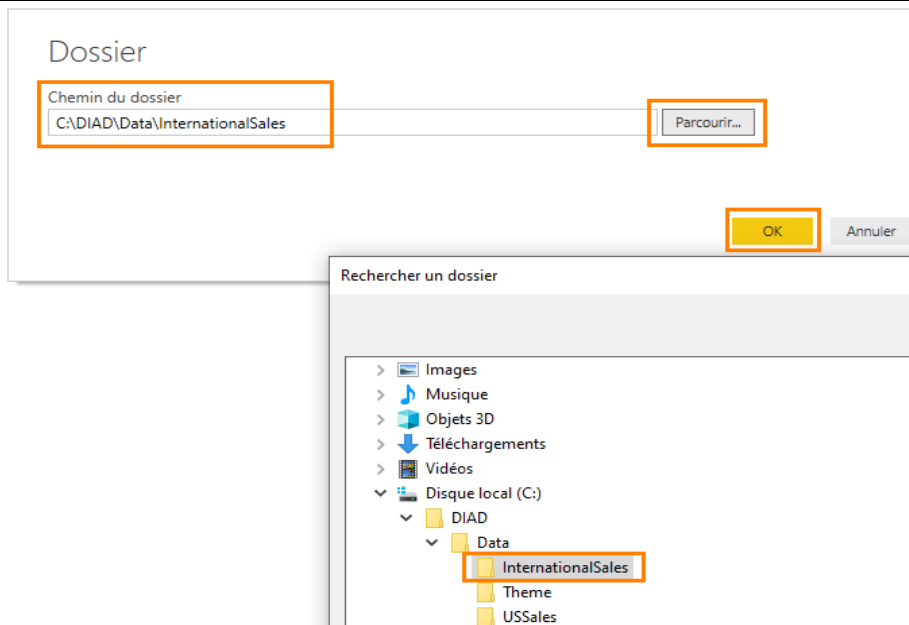 Dossier
Chemin du dossier
C:\DIAD\Data\InternationalSales
Parcourir...
OK
Annuler
Rechercher un dossier
Images
Musique
Objets 3D
Téléchargements
Vidéos
Disque local (C:)
DIAD
Data
InternationalSales
Theme
USSales